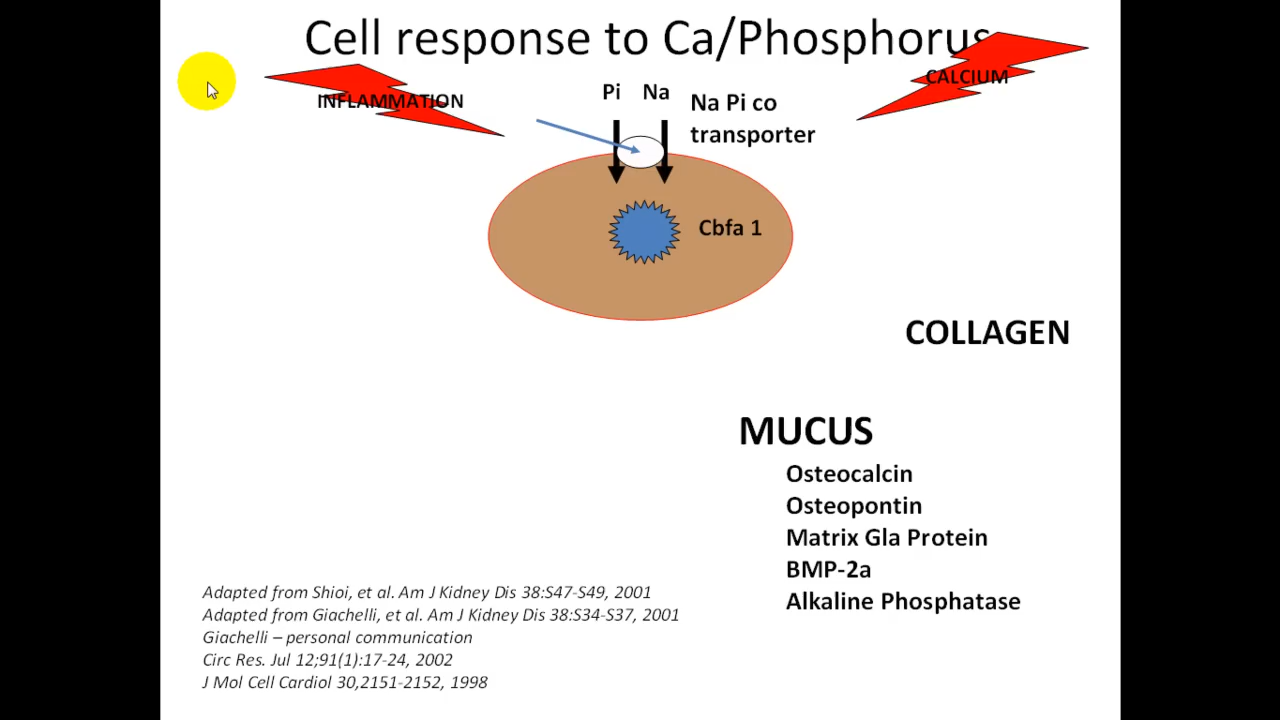 Cell response to Ca/Phosphorus
INFLAMMATION
CALCIUM
Pi Na
Na Pi co
transporter
Cbfa 1
COLLAGEN
MUCUS
Osteocalcin
Osteopontin
Matrix Gla Protein
BMP-2a
Alkaline Phosphatase
Adapted from Shioi, et al. Am J Kidney Dis 38:S47-S49, 2001
Adapted from Giachelli, et al. Am J Kidney Dis 38:S34-S37, 2001
Giachelli – personal communication
Circ Res. Jul 12;91(1):17-24, 2002
J Mol Cell Cardiol 30,2151-2152, 1998